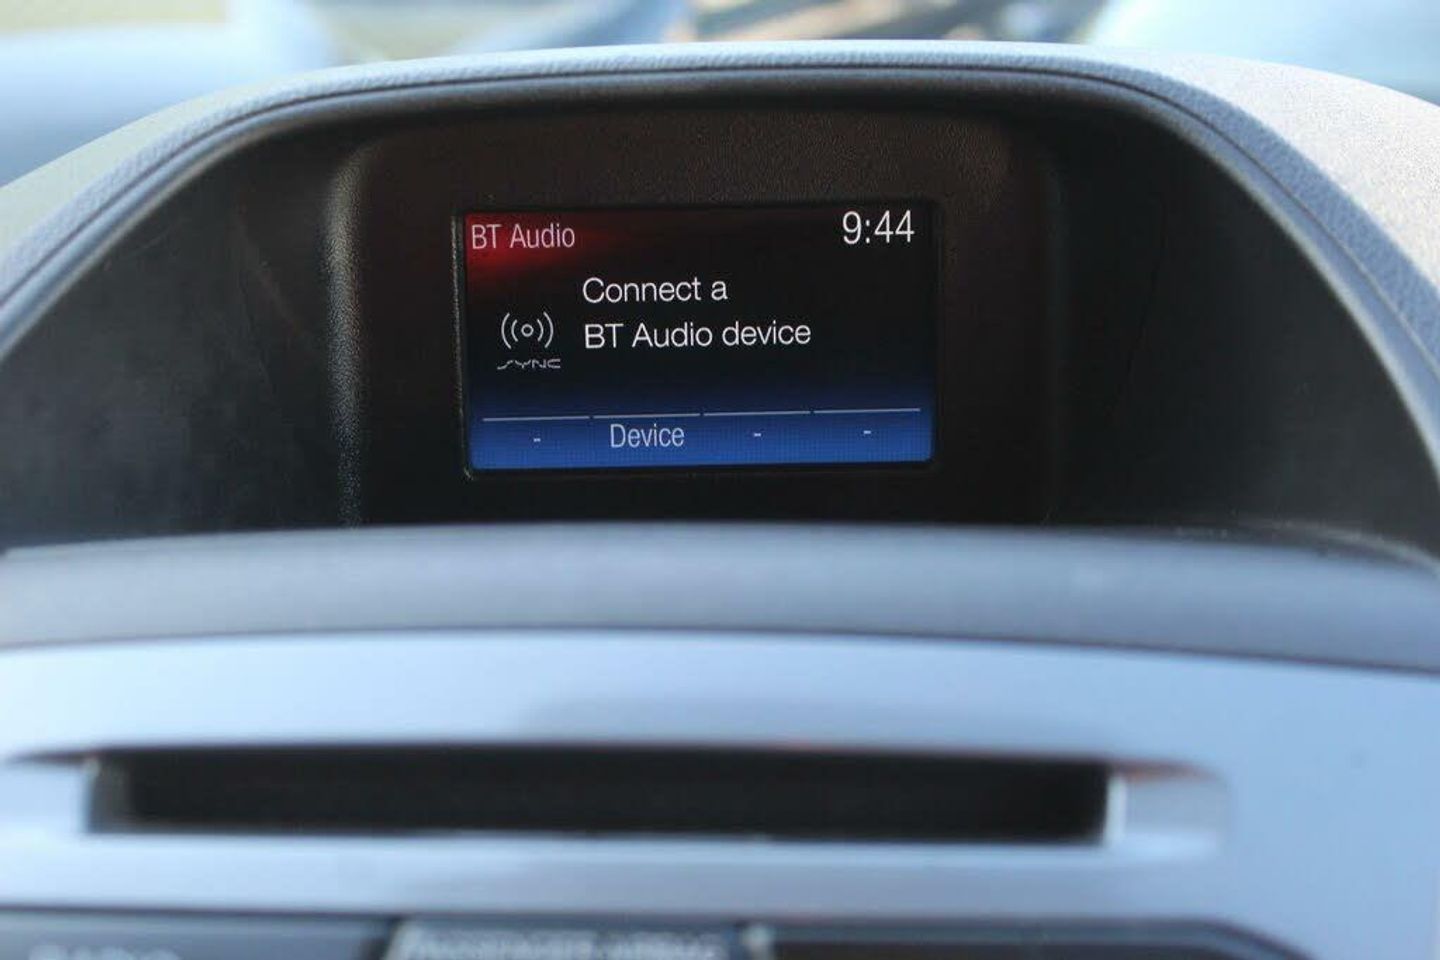 BT Audio
9:44
Connect a
BT Audio device
SYNC
- Device - -